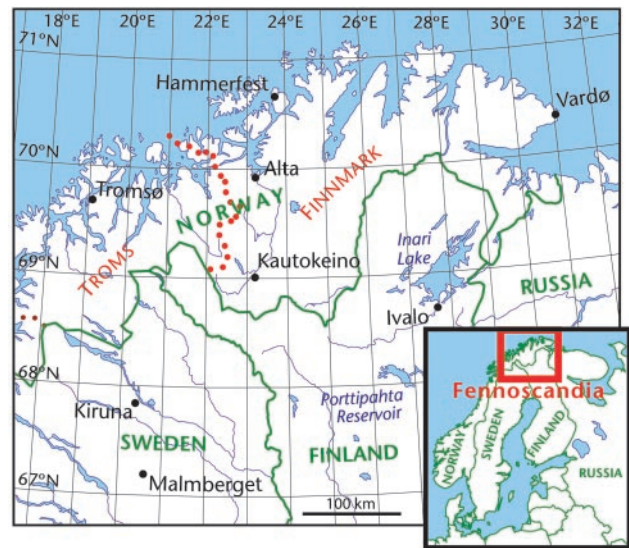 18°E
20°E
22°E
24°E
26°E
28°E
30°E
32°E
71°N
70°N
69°N
68°N
67°N
Hammerfest
Vardø
Alta
Tromsø
FINNMARK
NORWAY
TROMS
Kautokeino
Inari
Lake
RUSSIA
Ivalo
Kiruna
Porttipahta
Reservoir
SWEDEN
FINLAND
Malmberget
100 km
Fennoscandia
NORWAY
SWEDEN
FINLAND
RUSSIA